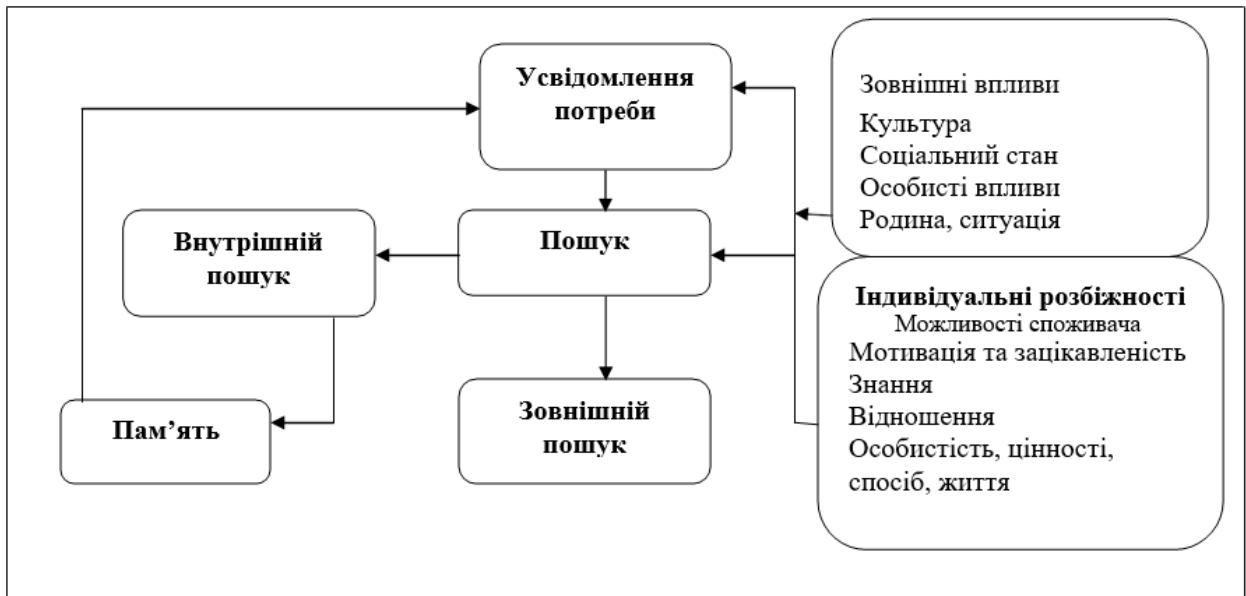 Усвідомлення
потреби
Пошук
Внутрішній
пошук
Зовнішній
пошук
Пам’ять
Зовнішні впливи
Культура
Соціальний стан
Особисті впливи
Родина, ситуація
Індивідуальні розбіжності
Можливості споживача
Мотивація та зацікавленість
Знання
Відношення
Особистість, цінності,
спосіб, життя